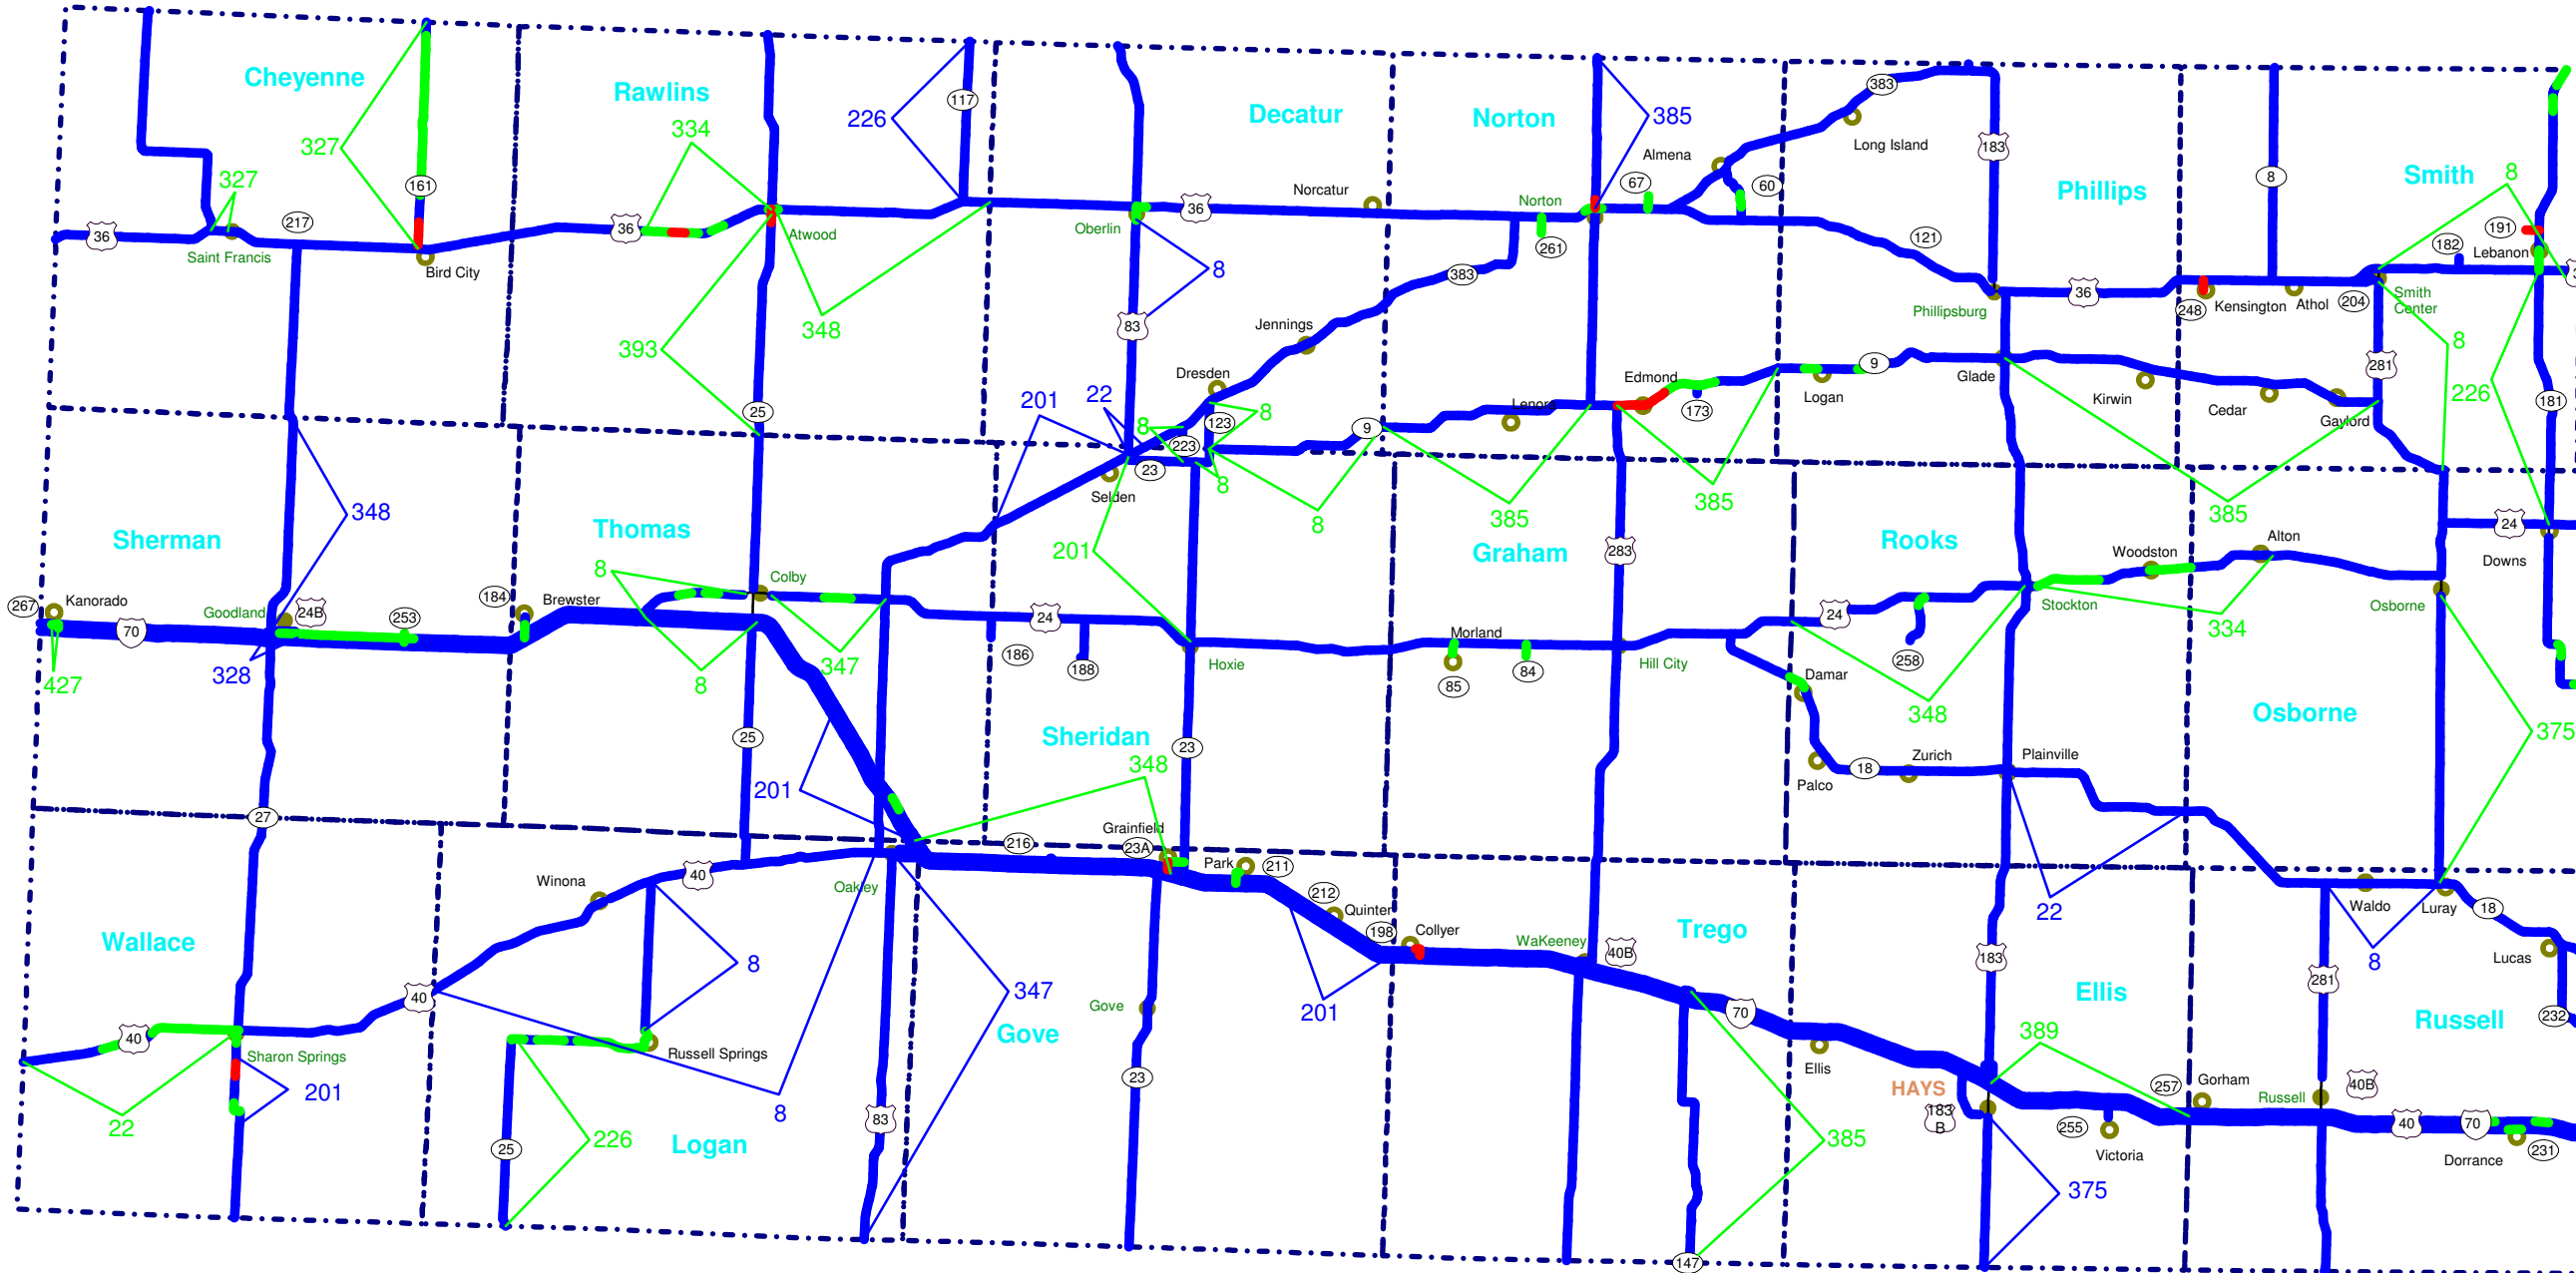 Cheyenne
Rawlins
Decatur
Norton
Phillips
Smith
383
Long Island
183
8
8
117
226
385
334
327
327
161
Almena
67
60
Norcatur
Norton
36
217
36
Atwood
Oberlin
36
261
121
191
182
Lebanon
Saint Francis
Bird City
8
383
Phillipsburg
36
248
Kensington
Athol
204
Smith
Center
348
393
83
Jennings
Dresden
Edmond
9
Glade
281
8
226
Logan
Kirwin
Cedar
Gaylord
181
25
201
22
8
8
123
223
23
Lenora
173
9
Selden
8
8
385
385
385
348
Sherman
Thomas
201
Graham
283
Rooks
24
Downs
Woodston
Alton
8
Colby
267
Kanorado
70
Goodland
24B
253
184
Brewster
24
24
Stockton
Osborne
334
328
427
8
347
186
188
Hoxie
Morland
85
84
Hill City
258
Damar
348
Osborne
375
25
Sheridan
23
348
201
Palco
18
Zurich
Plainville
27
Grainfield
216
23A
Park
211
Winona
40
Oakley
212
Quinter
198
Collyer
WaKeeney
40B
Trego
22
Waldo
Luray
18
Lucas
8
Wallace
8
40
347
201
Gove
Gove
183
Ellis
281
Russell
232
70
40
Sharon Springs
201
22
Russell Springs
8
23
Ellis
HAYS
183
B
389
257
Gorham
Russell
40B
255
Victoria
40
70
Dorrance
231
25
226
Logan
83
385
375
147